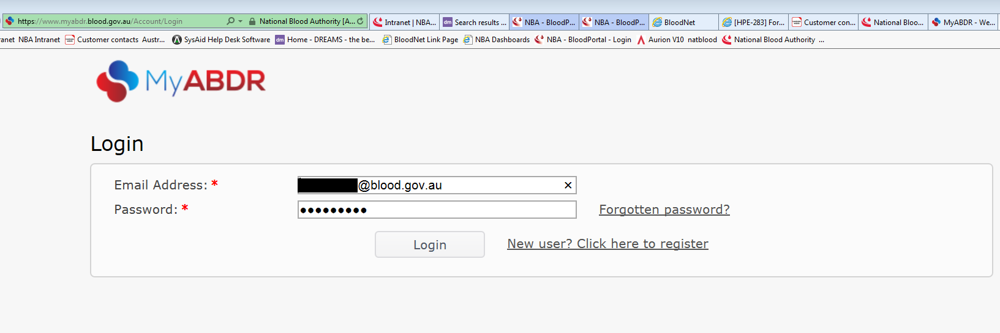 https://www.myabdr.blood.gov.au/Account/Login National Blood Authority [A... Intranet | NBA... Search results ... NBA - BloodP... NBA - BloodP... BloodNet [HPE-283] For... Customer con... National Bloo... MyABDR - We...
ranet NBA Intranet Customer contacts Austr... SysAid Help Desk Software Home - DREAMS - the be... BloodNet Link Page NBA Dashboards NBA - BloodPortal - Login Aurion V10 natblood National Blood Authority ...
MyABDR
Login
Email Address: * @blood.gov.au
Password: * ●●●●●●●●● Forgotten password?
Login New user? Click here to register